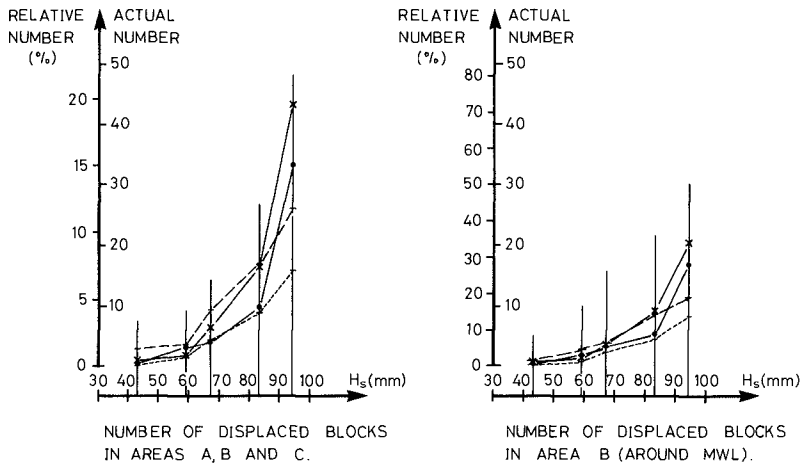 RELATIVE NUMBER (%)
ACTUAL NUMBER
50
20
40
15
30
10
20
5
10
0
30 40 50 60 70 80 90 100 Hs(mm)
NUMBER OF DISPLACED BLOCKS
IN AREAS A, B AND C.
RELATIVE NUMBER (%)
ACTUAL NUMBER
80
50
70
60
40
50
30
40
30
20
20
10
10
0
30 40 50 60 70 80 90 100 Hs(mm)
NUMBER OF DISPLACED BLOCKS
IN AREA B (AROUND MWL).